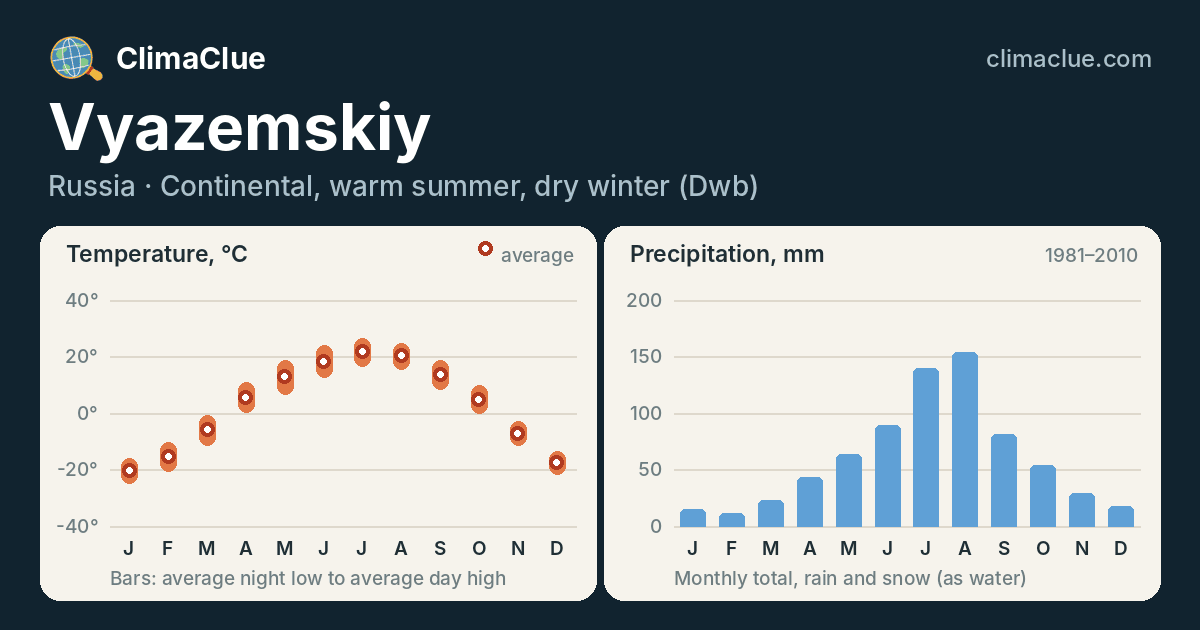 ClimaClue
climaclue.com
Vyazemskiy
Russia · Continental, warm summer, dry winter (Dwb)
Temperature, °C
average
40°
20°
0°
-20°
-40°
J F M A M J J A S O N D
Bars: average night low to average day high
Precipitation, mm
1981–2010
200
150
100
50
0
J F M A M J J A S O N D
Monthly total, rain and snow (as water)